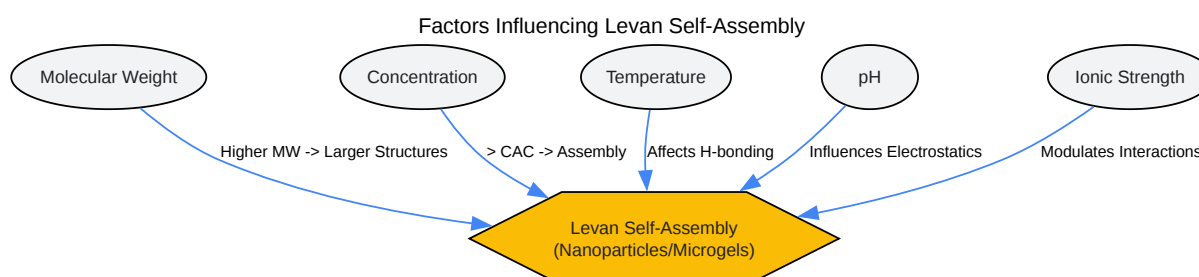 Factors Influencing Levan Self-Assembly
Molecular Weight
Concentration
Temperature
pH
Ionic Strength
Higher MW -> Larger Structures
> CAC -> Assembly
Affects H-bonding
Influences Electrostatics
Modulates Interactions
Levan Self-Assembly
(Nanoparticles/Microgels)